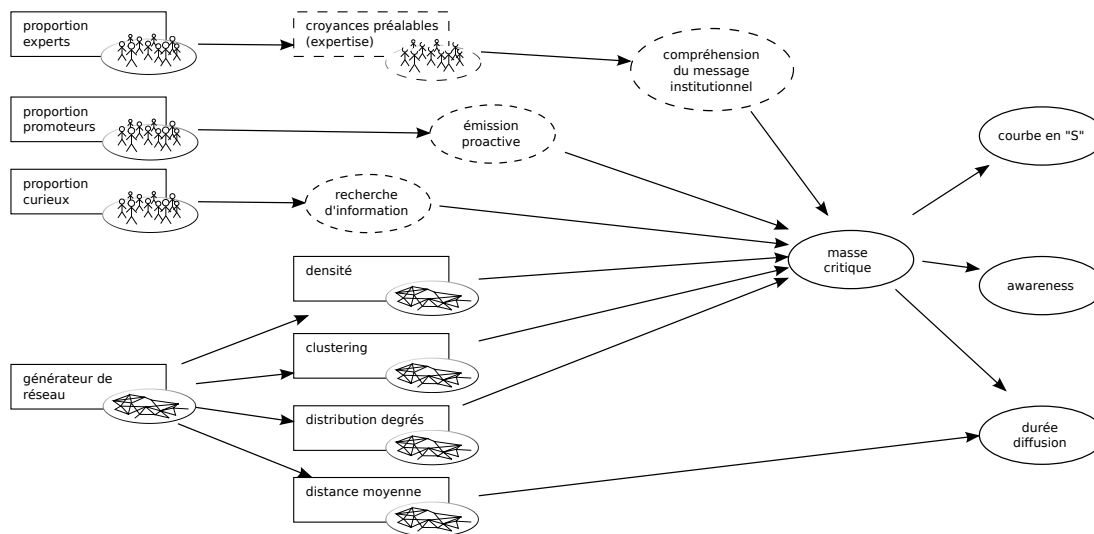 proportion
experts
croyances préalables
(expertise)
compréhension
du message
institutionnel
proportion
promoteurs
émission
proactive
courbe en "S"
proportion
curieux
recherche
d'information
masse
critique
densité
awareness
clustering
générateur de
réseau
distribution degrés
durée
diffusion
distance moyenne